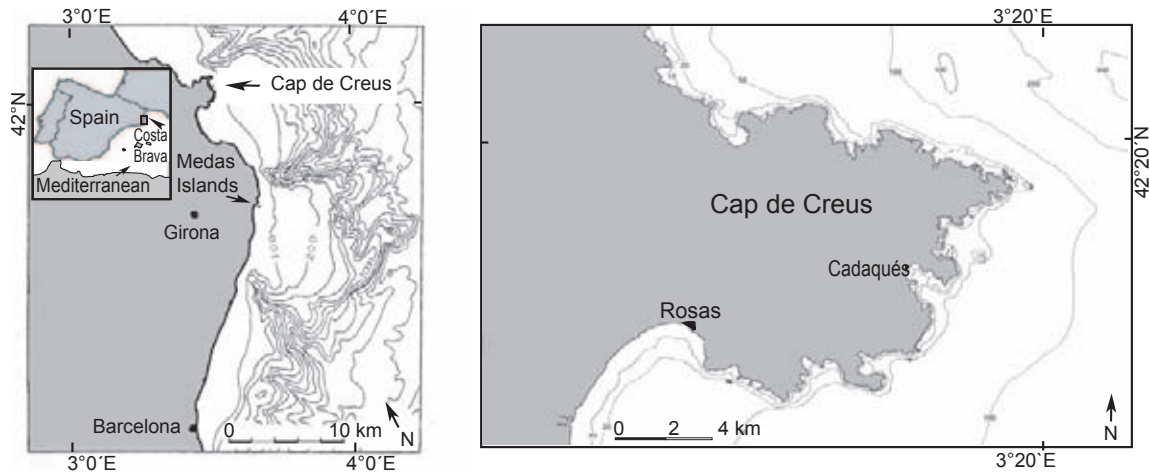 3°0´E
4°0´E
42°N
Cap de Creus
Spain
Costa
Brava
Mediterranean
Medas
Islands
Girona
Barcelona
0 10 km
N
3°0´E
4°0´E
3°20´E
42°20´N
Cap de Creus
Cadaqués
Rosas
0 2 4 km
N
3°20´E